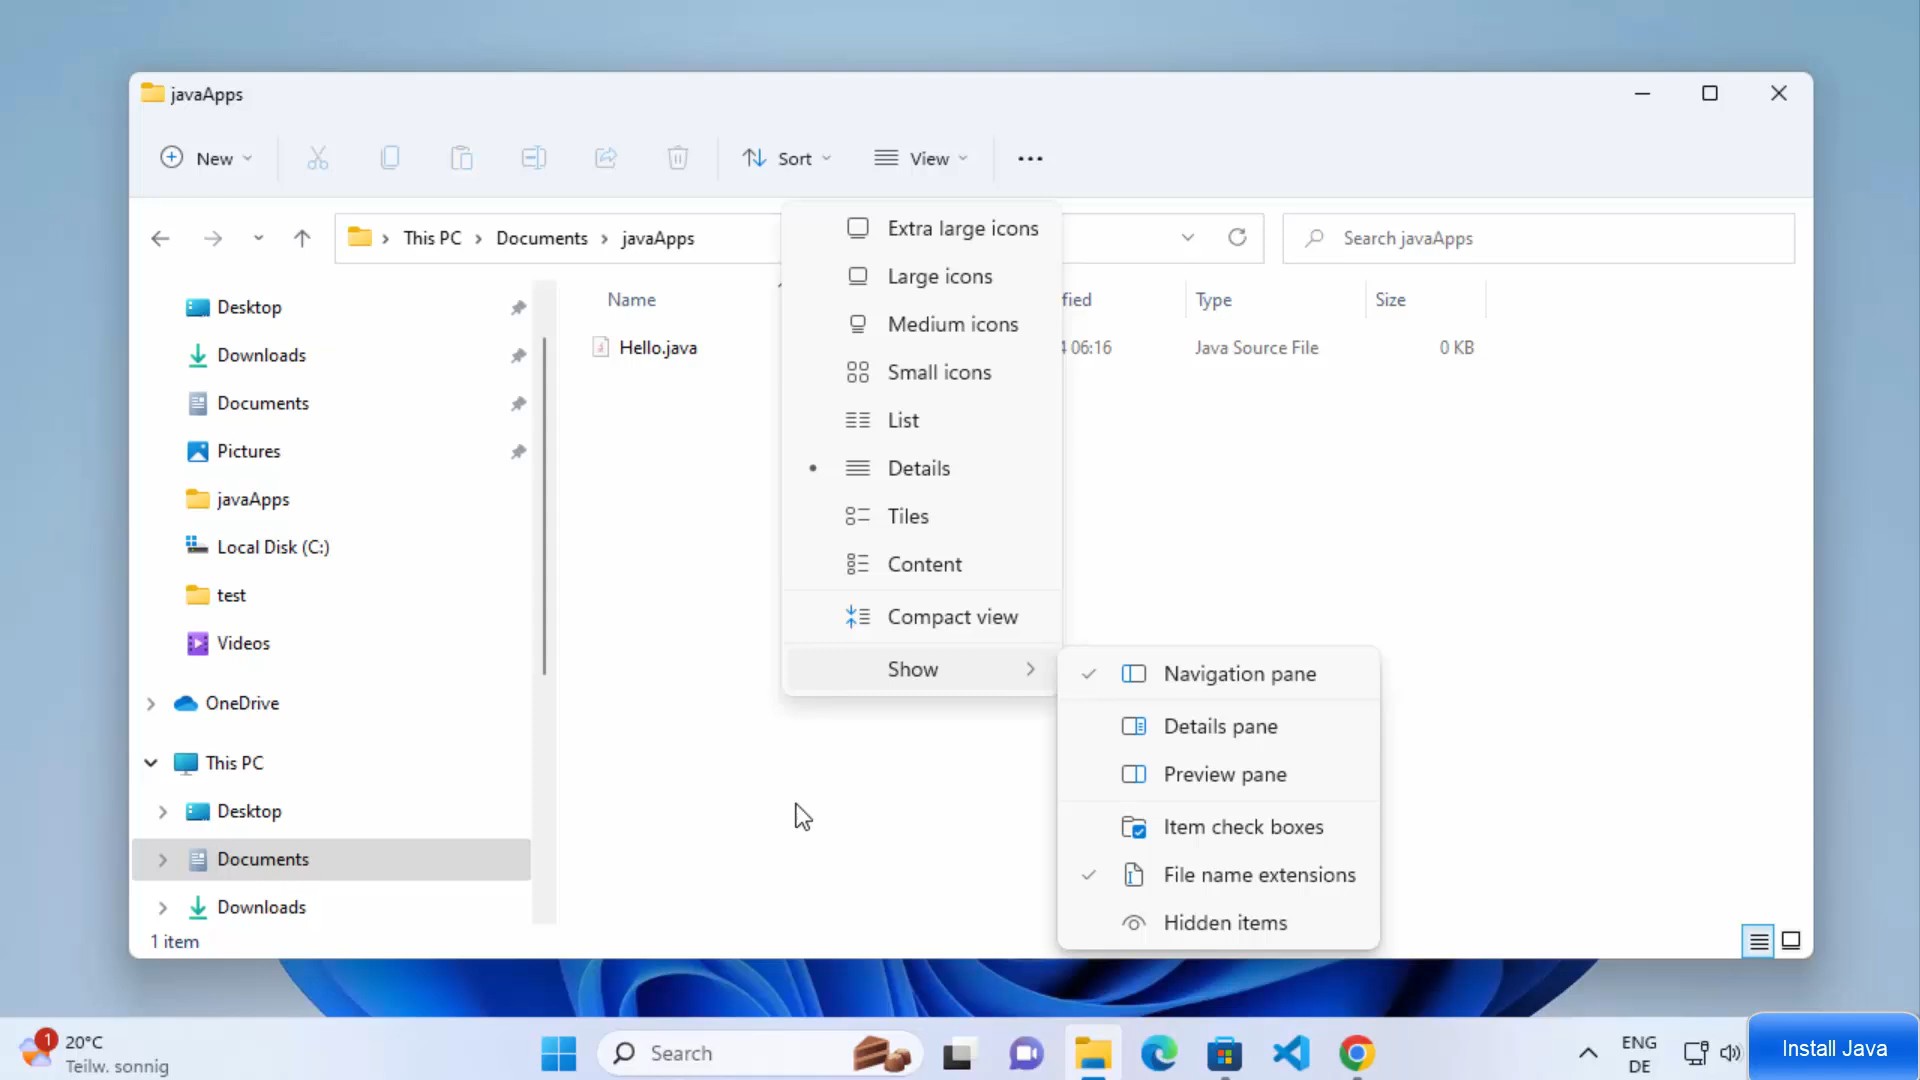 javaApps
New
Sort
View
This PC
Documents
javaApps
Search javaApps
Extra large icons
Large icons
Medium icons
Small icons
List
Details
Tiles
Content
Compact view
Show
Navigation pane
Details pane
Preview pane
Item check boxes
File name extensions
Hidden items
Name
fied
Type
Size
Hello.java
06:16
Java Source File
0 KB
Desktop
Downloads
Documents
Pictures
javaApps
Local Disk (C:)
test
Videos
OneDrive
This PC
Desktop
Documents
Downloads
1 item
1
20°C
Teilw. sonnig
Search
ENG
DE
Install Java